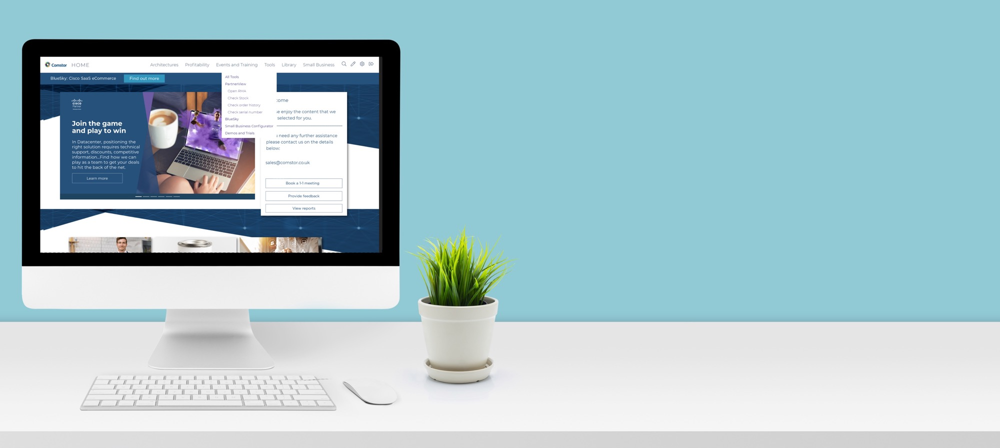 Comstor HOME
Architectures Profitability Events and Training Tools Library Small Business
BlueSky: Cisco SaaS eCommerce Find out more
All Tools
PartnerView
Open RMA
Check Stock
Check order history
Check serial number
BlueSky
Small Business Configurator
Demos and Trials
CISCO
Partner
Join the game
and play to win
In Datacenter, positioning the
right solution requires technical
support, discounts, competitive
information...Find how we can
play as a team to get your deals
to hit the back of the net.
Learn more
come
se enjoy the content that we
selected for you.
u need any further assistance
please contact us on the details
below:
sales@comstor.co.uk
Book a 1-1 meeting
Provide feedback
View reports